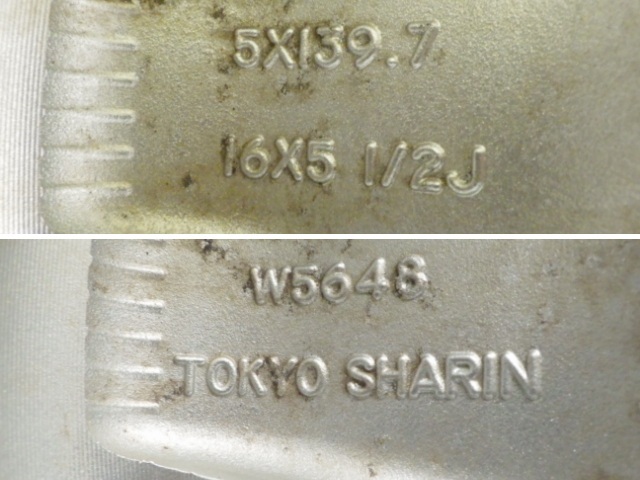 5X139.7
16X5 1/2J
W5648
TOKYO SHARIN